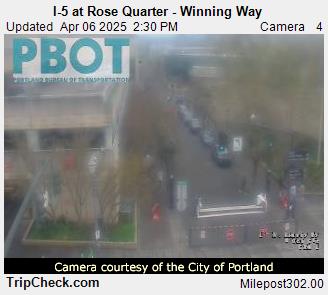 I-5 at Rose Quarter - Winning Way
Updated Apr 06 2025 2:30 PM Camera 4
PBOT
PORTLAND BUREAU OF TRANSPORTATION
Camera courtesy of the City of Portland
TripCheck.com Milepost302.00